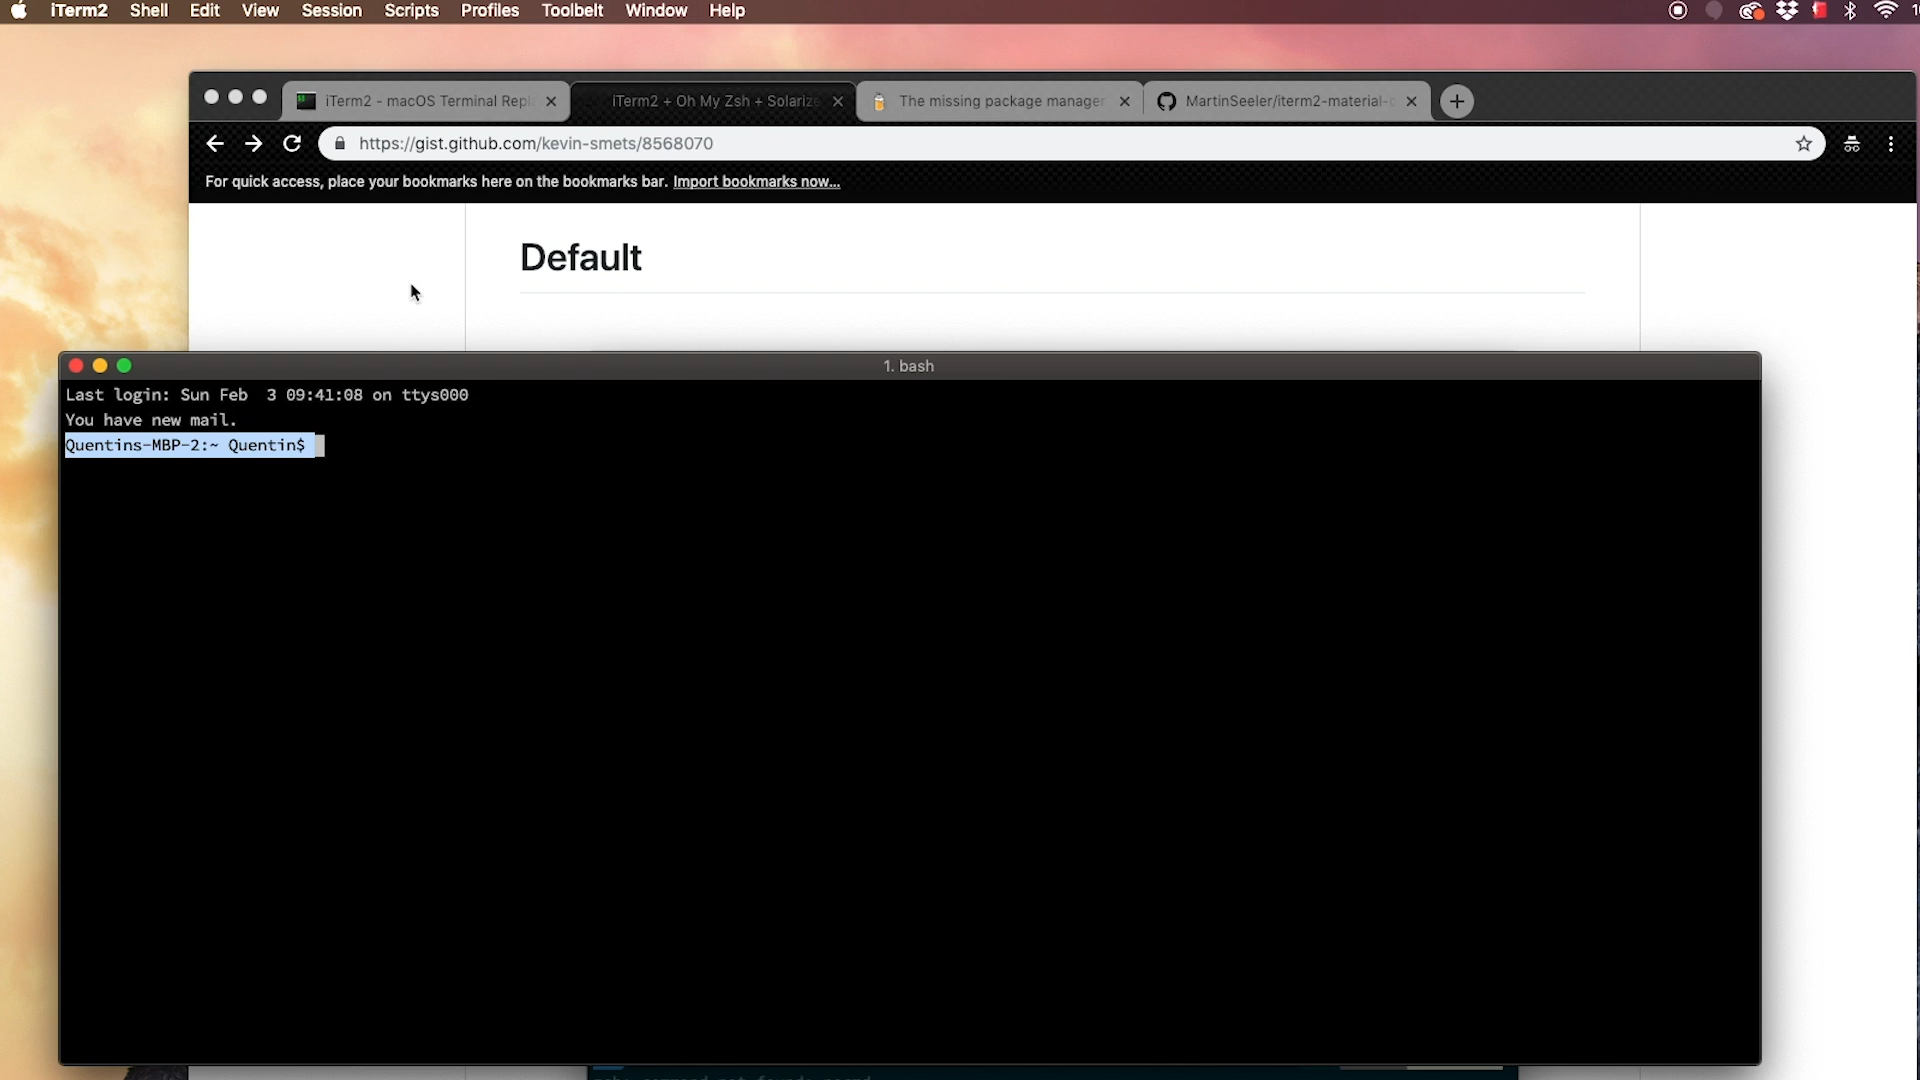 iTerm2 Shell Edit View Session Scripts Profiles Toolbelt Window Help
iTerm2 - macOS Terminal Repl
iTerm2 + Oh My Zsh + Solarize
The missing package manager
MartinSeeler/iterm2-material-c
https://gist.github.com/kevin-smets/8568070
For quick access, place your bookmarks here on the bookmarks bar. Import bookmarks now...
Default
1. bash
Last login: Sun Feb  3 09:41:08 on ttys000
You have new mail.
Quentins-MBP-2:~ Quentin$